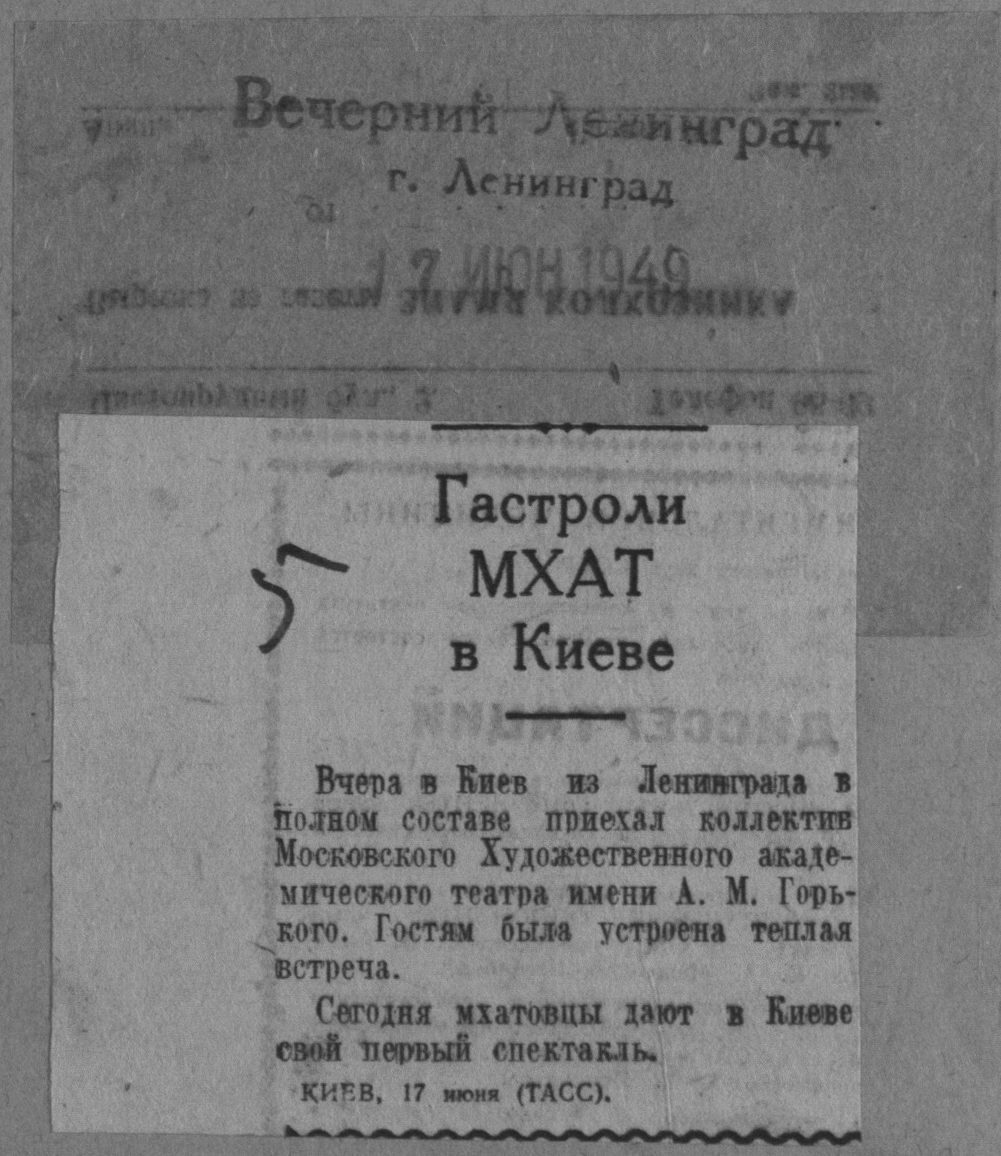 Вечерний Ленинград
г. Ленинград
17 ИЮН 1949
Гастроли
МХАТ
в Киеве
Вчера в Киев из Ленинграда в
полном составе приехал коллектив
Московского Художественного акаде-
мического театра имени А. М. Горь-
кого. Гостям была устроена теплая
встреча.
Сегодня мхатовцы дают в Киеве
свой первый спектакль.
КИЕВ, 17 июня (ТАСС).